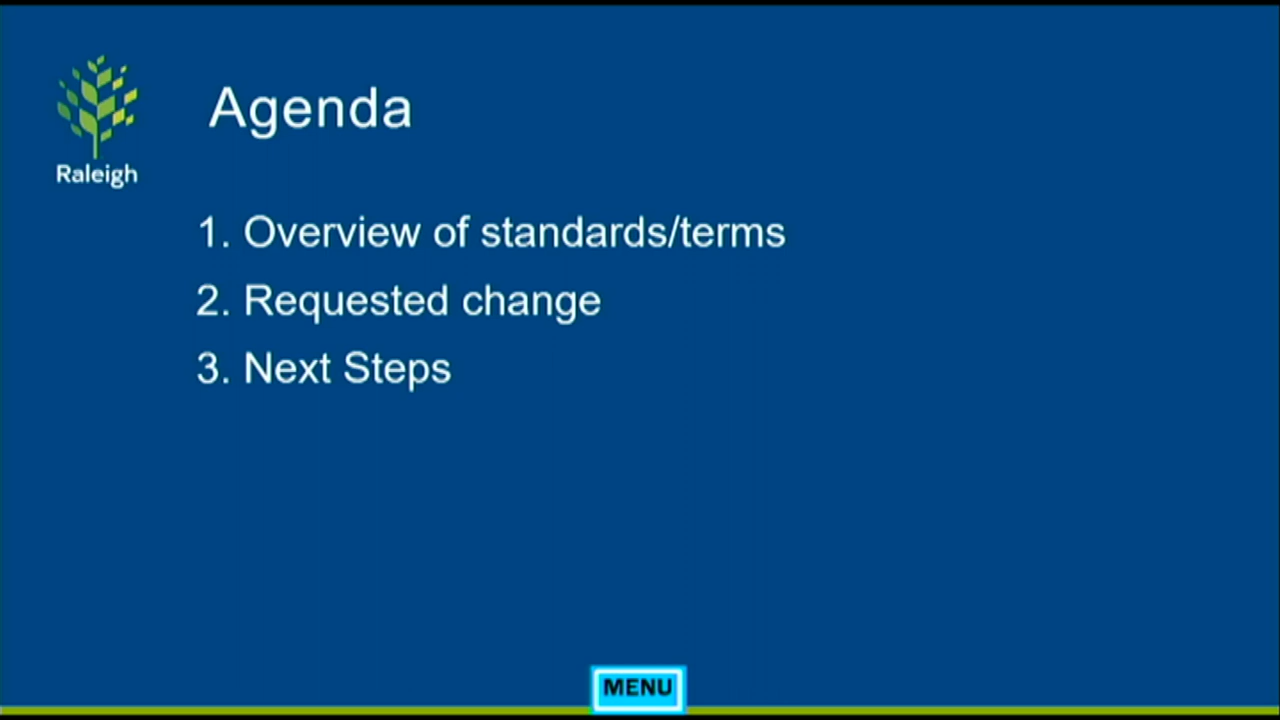 Raleigh
Agenda
1. Overview of standards/terms
2. Requested change
3. Next Steps
MENU